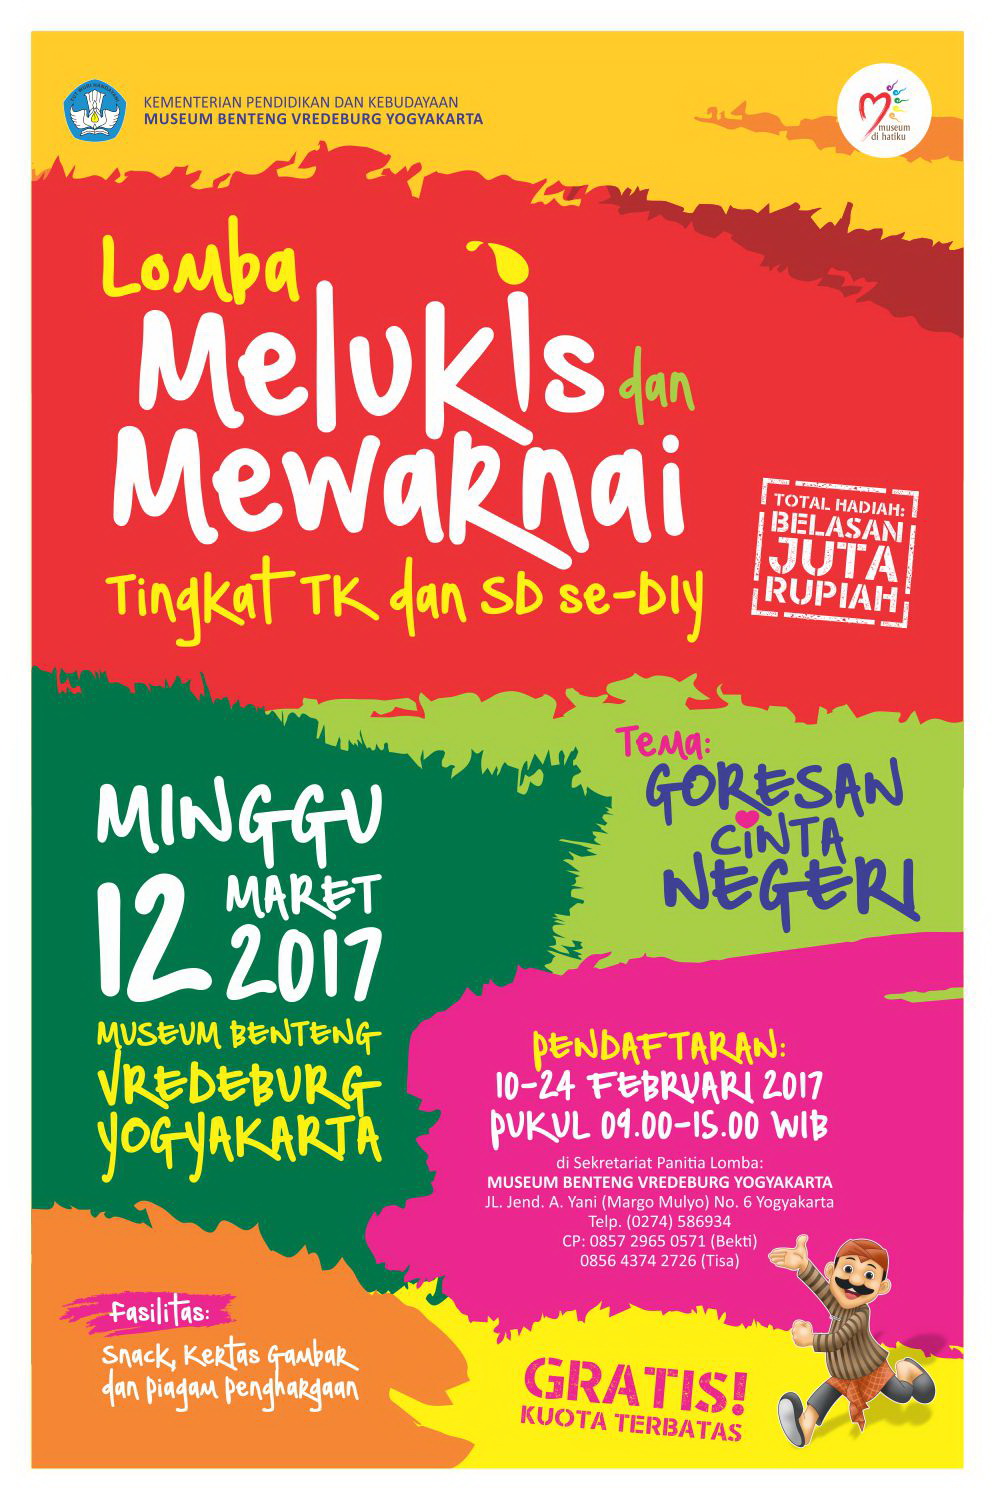 KEMENTERIAN PENDIDIKAN DAN KEBUDAYAAN
MUSEUM BENTENG VREDEBURG YOGYAKARTA
TUT WURI HANDAYANI
museum
di hatiku
Lomba
Melukis dan
Mewarnai
Tingkat TK dan SD se-DIY
TOTAL HADIAH:
BELASAN
JUTA
RUPIAH
Tema:
GORESAN
CINTA
NEGERI
MINGGU
12 MARET
2017
MUSEUM BENTENG
VREDEBURG
YOGYAKARTA
PENDAFTARAN:
10-24 FEBRUARI 2017
PUKUL 09.00-15.00 WIB
di Sekretariat Panitia Lomba:
MUSEUM BENTENG VREDEBURG YOGYAKARTA
JL. Jend. A. Yani (Margo Mulyo) No. 6 Yogyakarta
Telp. (0274) 586934
CP: 0857 2965 0571 (Bekti)
0856 4374 2726 (Tisa)
Fasilitas:
Snack, Kertas Gambar
dan Piagam Penghargaan
GRATIS!
KUOTA TERBATAS